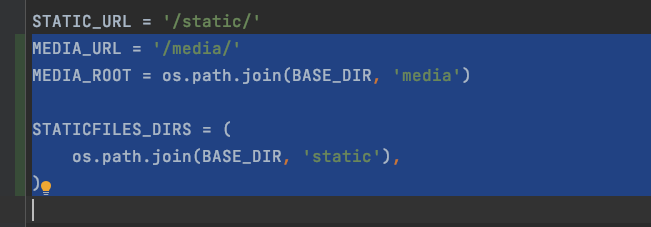 STATIC_URL = '/static/'
MEDIA_URL = '/media/'
MEDIA_ROOT = os.path.join(BASE_DIR, 'media')
STATICFILES_DIRS = (
    os.path.join(BASE_DIR, 'static'),
)